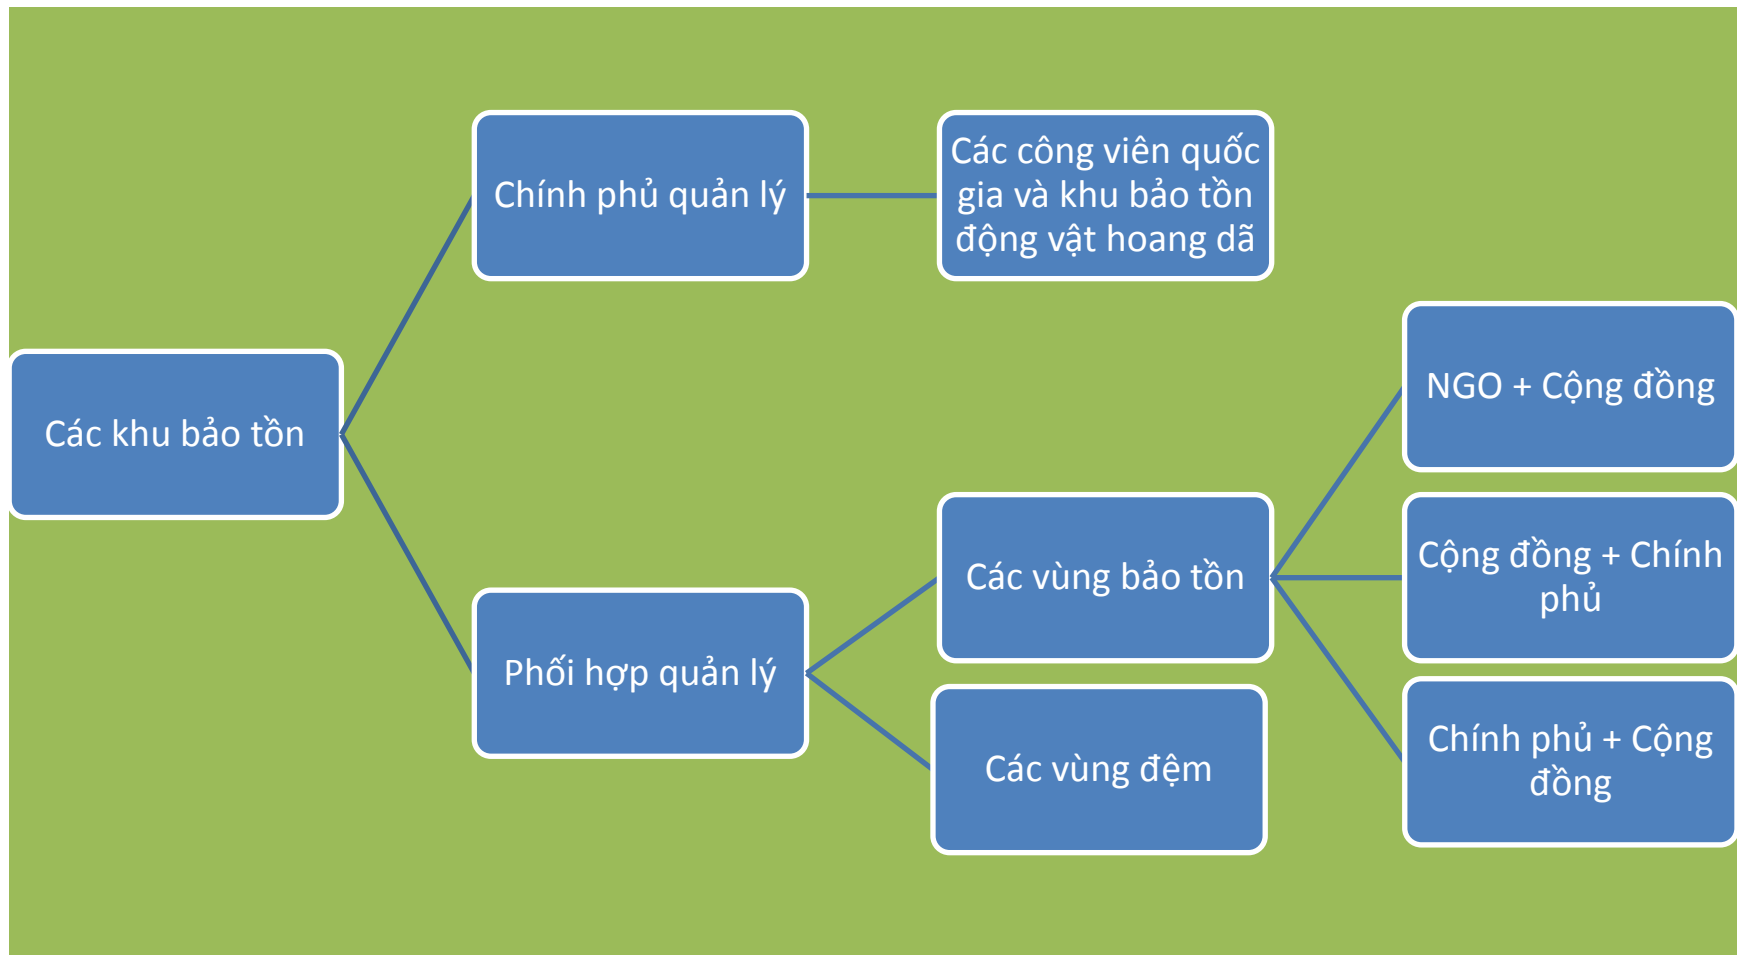 Các khu bảo tồn
Chính phủ quản lý
Các công viên quốc
gia và khu bảo tồn
động vật hoang dã
Phối hợp quản lý
Các vùng bảo tồn
NGO + Cộng đồng
Cộng đồng + Chính
phủ
Chính phủ + Cộng
đồng
Các vùng đệm